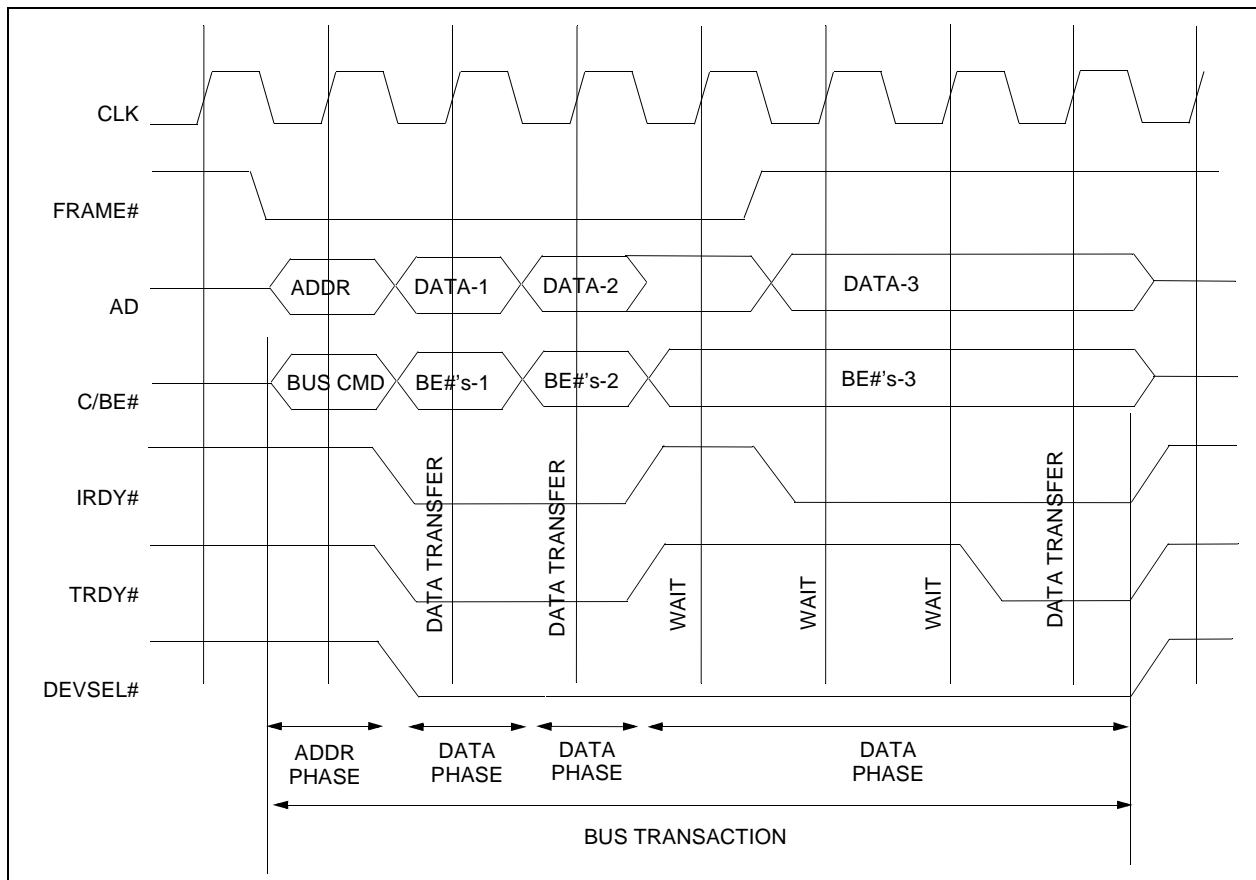 CLK
FRAME#
AD
ADDR
DATA-1
DATA-2
DATA-3
C/BE#
BUS CMD
BE#'s-1
BE#'s-2
BE#'s-3
IRDY#
TRDY#
DEVSEL#
DATA TRANSFER
DATA TRANSFER
WAIT
WAIT
WAIT
DATA TRANSFER
ADDR
PHASE
DATA
PHASE
DATA
PHASE
DATA
PHASE
BUS TRANSACTION